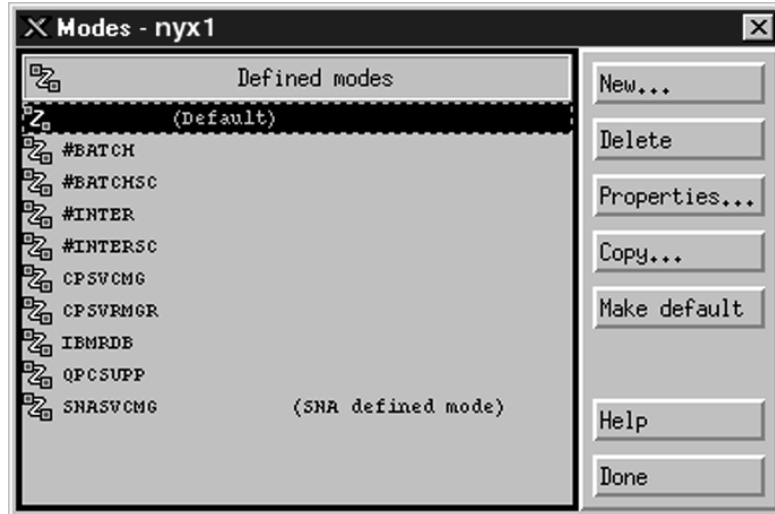 Modes - nyx1
Defined modes
(Default)
#BATCH
#BATCHSC
#INTER
#INTERSC
CPSVCMG
CPSVRMGR
IBMRDB
QPCSUPP
SNASVCMG (SNA defined mode)
New...
Delete
Properties...
Copy...
Make default
Help
Done